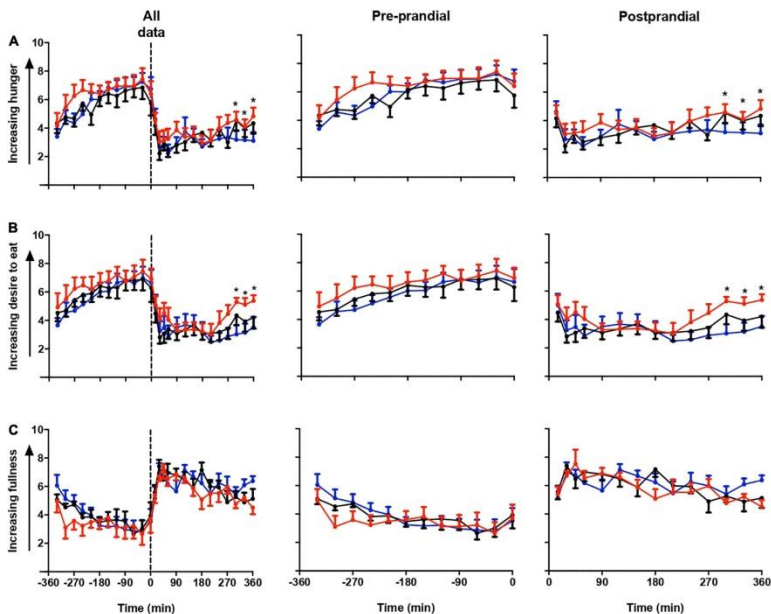 All
data
Pre-prandial
Postprandial
A
Increasing hunger
10
8
6
4
2
*
*
*
*
*
*
B
Increasing desire to eat
10
8
6
4
2
*
*
*
*
*
*
C
Increasing fullness
10
8
6
4
2
-360 -270 -180 -90 0 90 180 270 360
-360 -270 -180 -90 0
0 90 180 270 360
Time (min)
Time (min)
Time (min)